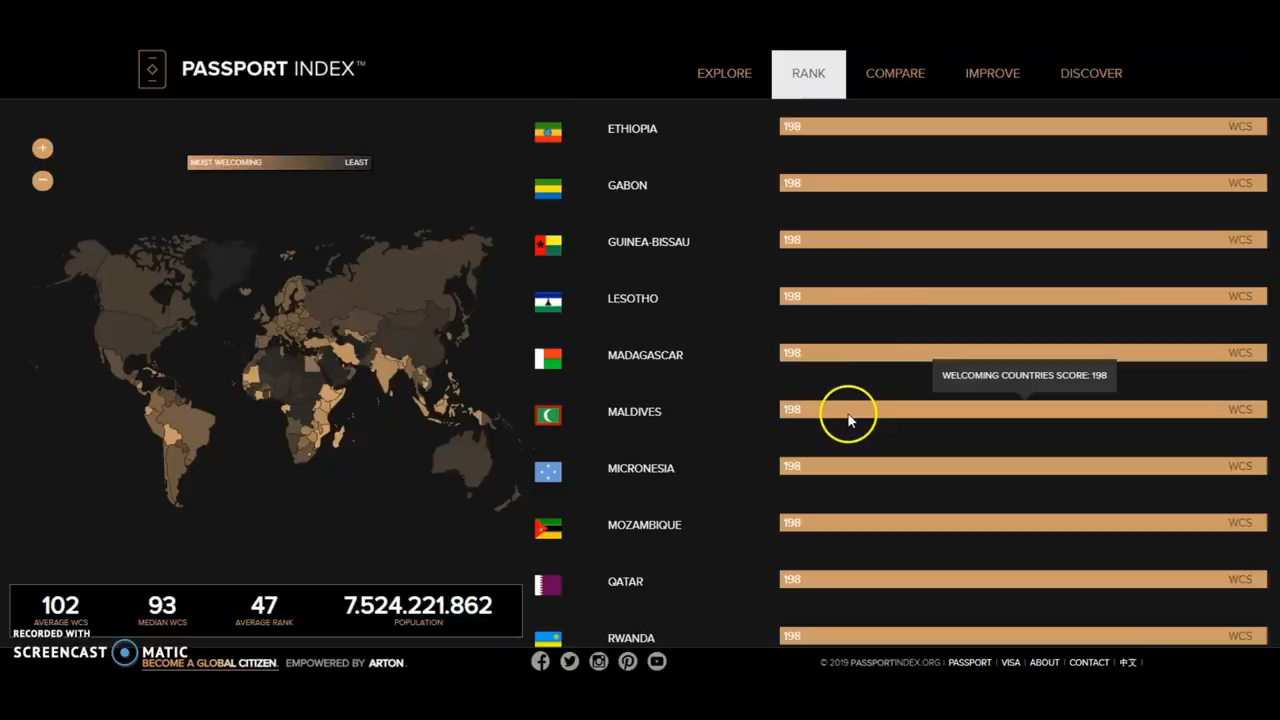 PASSPORT INDEX™
EXPLORE RANK COMPARE IMPROVE DISCOVER
+
−
MOST WELCOMING LEAST
ETHIOPIA 198 WCS
GABON 198 WCS
GUINEA-BISSAU 198 WCS
LESOTHO 198 WCS
MADAGASCAR 198 WCS
WELCOMING COUNTRIES SCORE: 198
MALDIVES 198 WCS
MICRONESIA 198 WCS
MOZAMBIQUE 198 WCS
QATAR 198 WCS
RWANDA 198 WCS
102 93 47 7.524.221.862
AVERAGE WCS MEDIAN WCS AVERAGE RANK POPULATION
RECORDED WITH
SCREENCAST MATIC
BECOME A GLOBAL CITIZEN. EMPOWERED BY ARTON.
© 2019 PASSPORTINDEX.ORG | PASSPORT | VISA | ABOUT | CONTACT | 中文 |